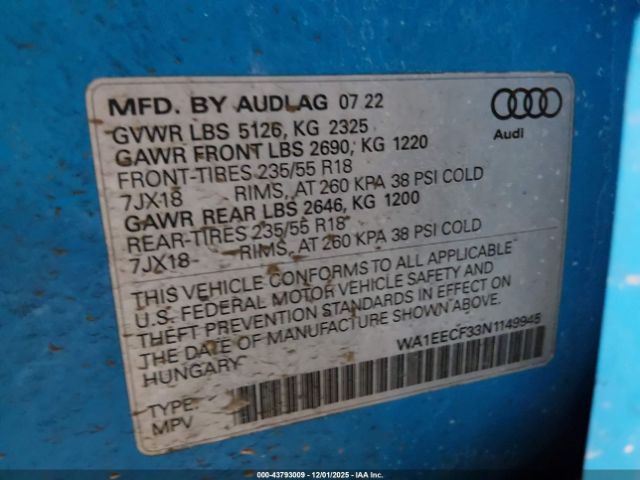 MFD. BY AUDI AG 07 22
GVWR LBS 5126, KG 2325
GAWR FRONT LBS 2690, KG 1220
FRONT-TIRES 235/55 R18
7JX18 RIMS, AT 260 KPA 38 PSI COLD
GAWR REAR LBS 2646, KG 1200
REAR-TIRES 235/55 R18
7JX18 RIMS, AT 260 KPA 38 PSI COLD
Audi
THIS VEHICLE CONFORMS TO ALL APPLICABLE
U.S. FEDERAL MOTOR VEHICLE SAFETY AND
THEFT PREVENTION STANDARDS IN EFFECT ON
THE DATE OF MANUFACTURE SHOWN ABOVE.
HUNGARY
WA1EECF33N1149945
TYPE:
MPV
000-43793009 - 12/01/2025 - IAA Inc.